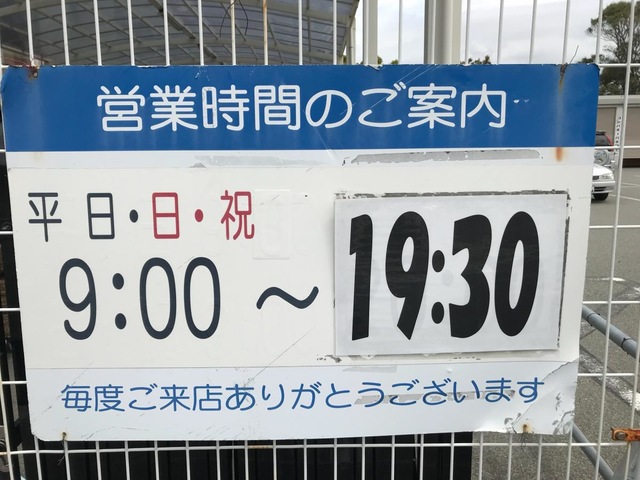 営業時間のご案内
平日・日・祝
9:00～19:30
毎度ご来店ありがとうございます